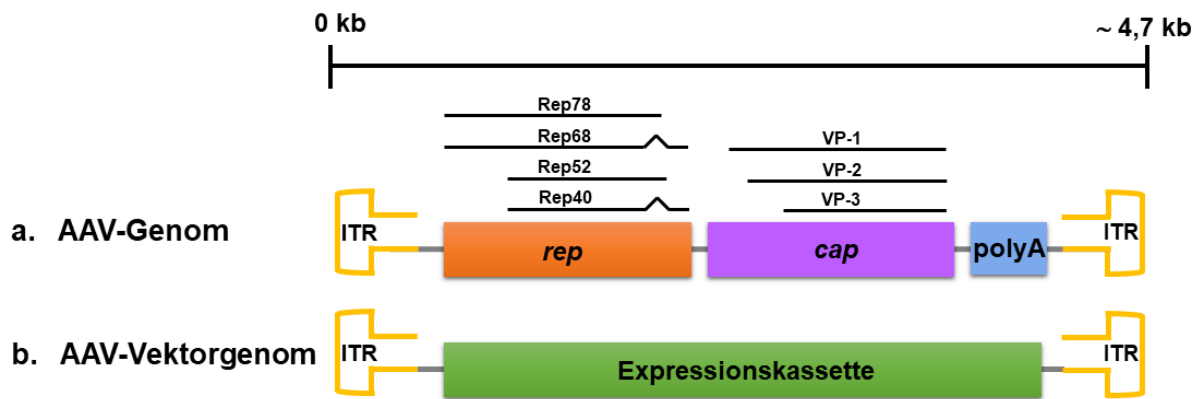 0 kb
~ 4,7 kb
Rep78
Rep68
VP-1
Rep52
VP-2
Rep40
VP-3
a. AAV-Genom
ITR
rep
cap
polyA
ITR
b. AAV-Vektorgenom
ITR
Expressionskassette
ITR